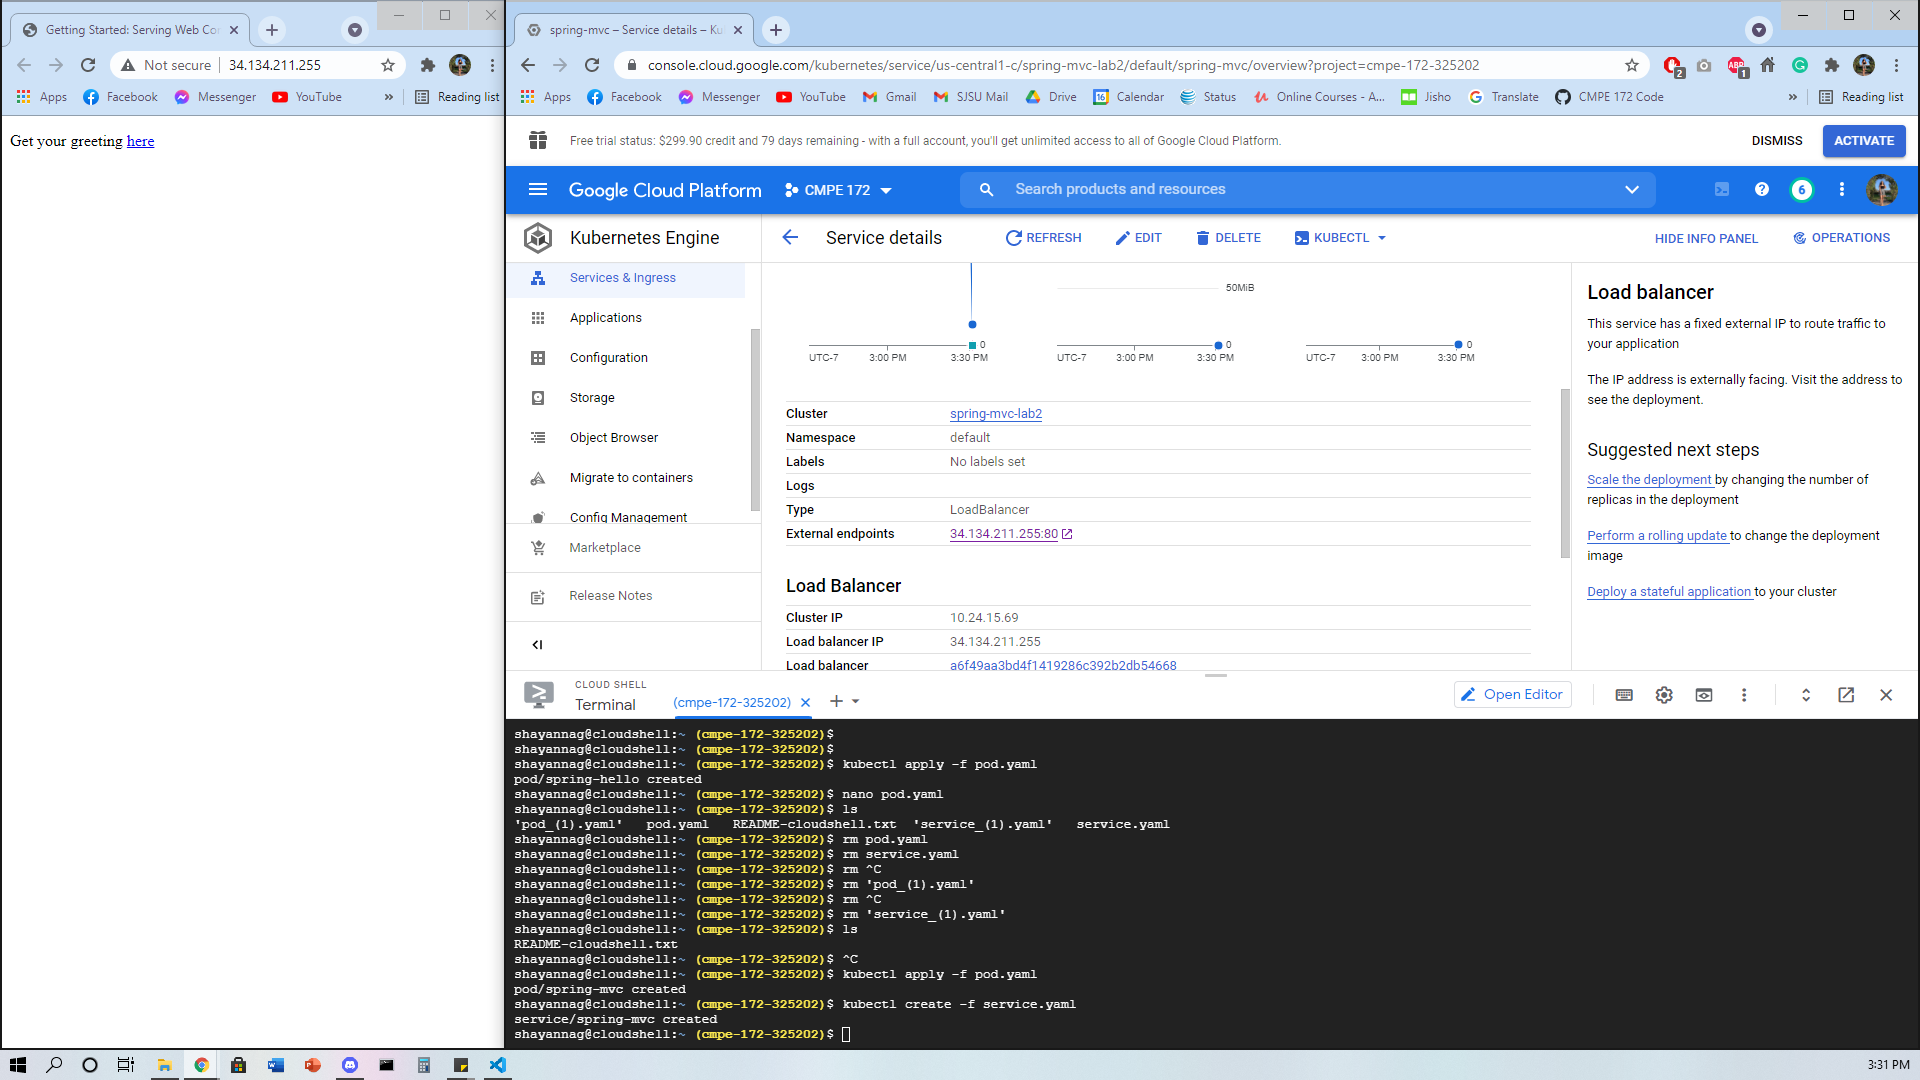 Getting Started: Serving Web Cor
Not secure
34.134.211.255
Apps
Facebook
Messenger
YouTube
»
Reading list
Get your greeting here
spring-mvc – Service details – Ku
console.cloud.google.com/kubernetes/service/us-central1-c/spring-mvc-lab2/default/spring-mvc/overview?project=cmpe-172-325202
2
ABP
1
Apps
Facebook
Messenger
YouTube
Gmail
SJSU Mail
Drive
16
Calendar
Status
Online Courses - A...
Jisho
Translate
CMPE 172 Code
»
Reading list
Free trial status: $299.90 credit and 79 days remaining - with a full account, you'll get unlimited access to all of Google Cloud Platform.
DISMISS
ACTIVATE
Google Cloud Platform
CMPE 172
Search products and resources
6
Kubernetes Engine
Service details
REFRESH
EDIT
DELETE
KUBECTL
HIDE INFO PANEL
OPERATIONS
Services & Ingress
Applications
Configuration
Storage
Object Browser
Migrate to containers
Config Management
Marketplace
Release Notes
50MiB
0
UTC-7
3:00 PM
3:30 PM
0
UTC-7
3:00 PM
3:30 PM
0
UTC-7
3:00 PM
3:30 PM
Cluster spring-mvc-lab2
Namespace default
Labels No labels set
Logs
Type LoadBalancer
External endpoints 34.134.211.255:80
Load Balancer
Cluster IP 10.24.15.69
Load balancer IP 34.134.211.255
Load balancer a6f49aa3bd4f1419286c392b2db54668
Load balancer
This service has a fixed external IP to route traffic to
your application
The IP address is externally facing. Visit the address to
see the deployment.
Suggested next steps
Scale the deployment by changing the number of
replicas in the deployment
Perform a rolling update to change the deployment
image
Deploy a stateful application to your cluster
CLOUD SHELL
Terminal
(cmpe-172-325202)
Open Editor
shayannag@cloudshell:~ (cmpe-172-325202)$
shayannag@cloudshell:~ (cmpe-172-325202)$
shayannag@cloudshell:~ (cmpe-172-325202)$ kubectl apply -f pod.yaml
pod/spring-hello created
shayannag@cloudshell:~ (cmpe-172-325202)$ nano pod.yaml
shayannag@cloudshell:~ (cmpe-172-325202)$ ls
'pod_(1).yaml'   pod.yaml   README-cloudshell.txt  'service_(1).yaml'   service.yaml
shayannag@cloudshell:~ (cmpe-172-325202)$ rm pod.yaml
shayannag@cloudshell:~ (cmpe-172-325202)$ rm service.yaml
shayannag@cloudshell:~ (cmpe-172-325202)$ rm ^C
shayannag@cloudshell:~ (cmpe-172-325202)$ rm 'pod_(1).yaml'
shayannag@cloudshell:~ (cmpe-172-325202)$ rm ^C
shayannag@cloudshell:~ (cmpe-172-325202)$ rm 'service_(1).yaml'
shayannag@cloudshell:~ (cmpe-172-325202)$ ls
README-cloudshell.txt
shayannag@cloudshell:~ (cmpe-172-325202)$ ^C
shayannag@cloudshell:~ (cmpe-172-325202)$ kubectl apply -f pod.yaml
pod/spring-mvc created
shayannag@cloudshell:~ (cmpe-172-325202)$ kubectl create -f service.yaml
service/spring-mvc created
shayannag@cloudshell:~ (cmpe-172-325202)$
3:31 PM